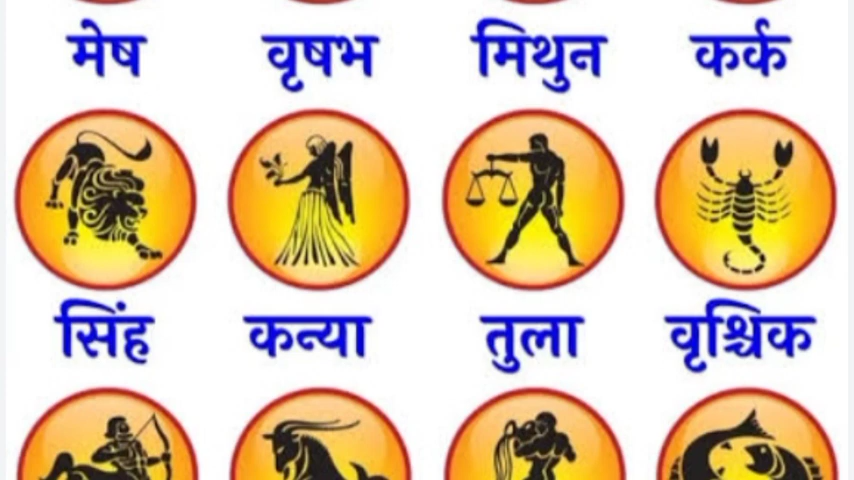 मेष वृषभ मिथुन कर्क
सिंह कन्या तुला वृश्चिक